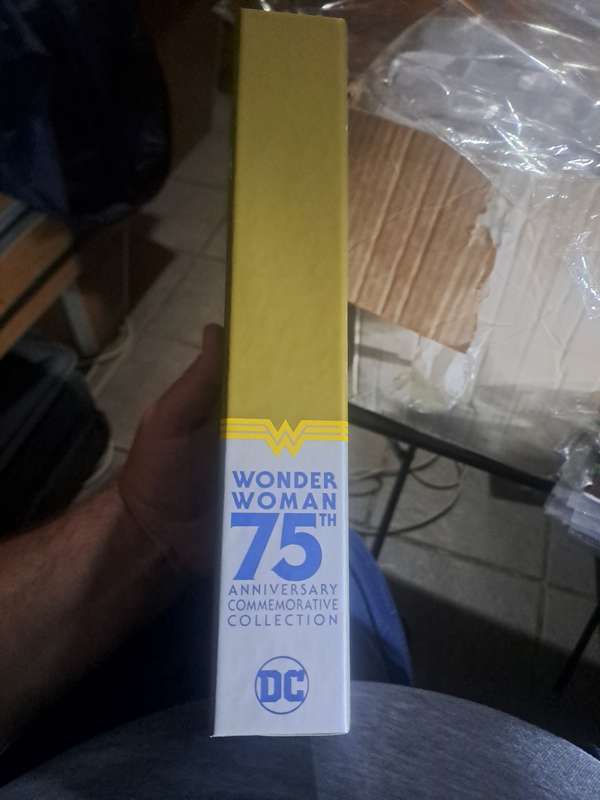 WONDER
WOMAN
75TH
ANNIVERSARY
COMMEMORATIVE
COLLECTION
DC